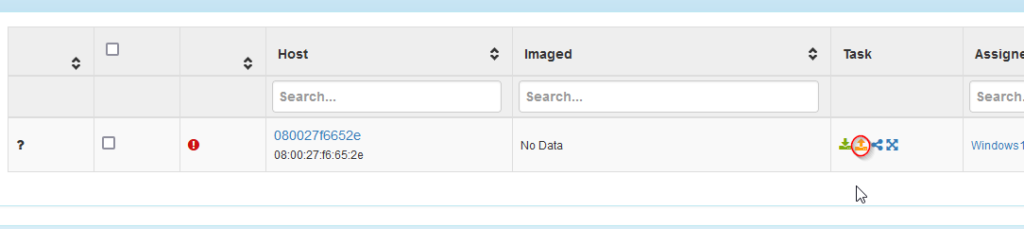 Host Imaged Task Assigne
Search... Search... Search.
? 080027f6652e No Data Windows1
08:00:27:f6:65:2e